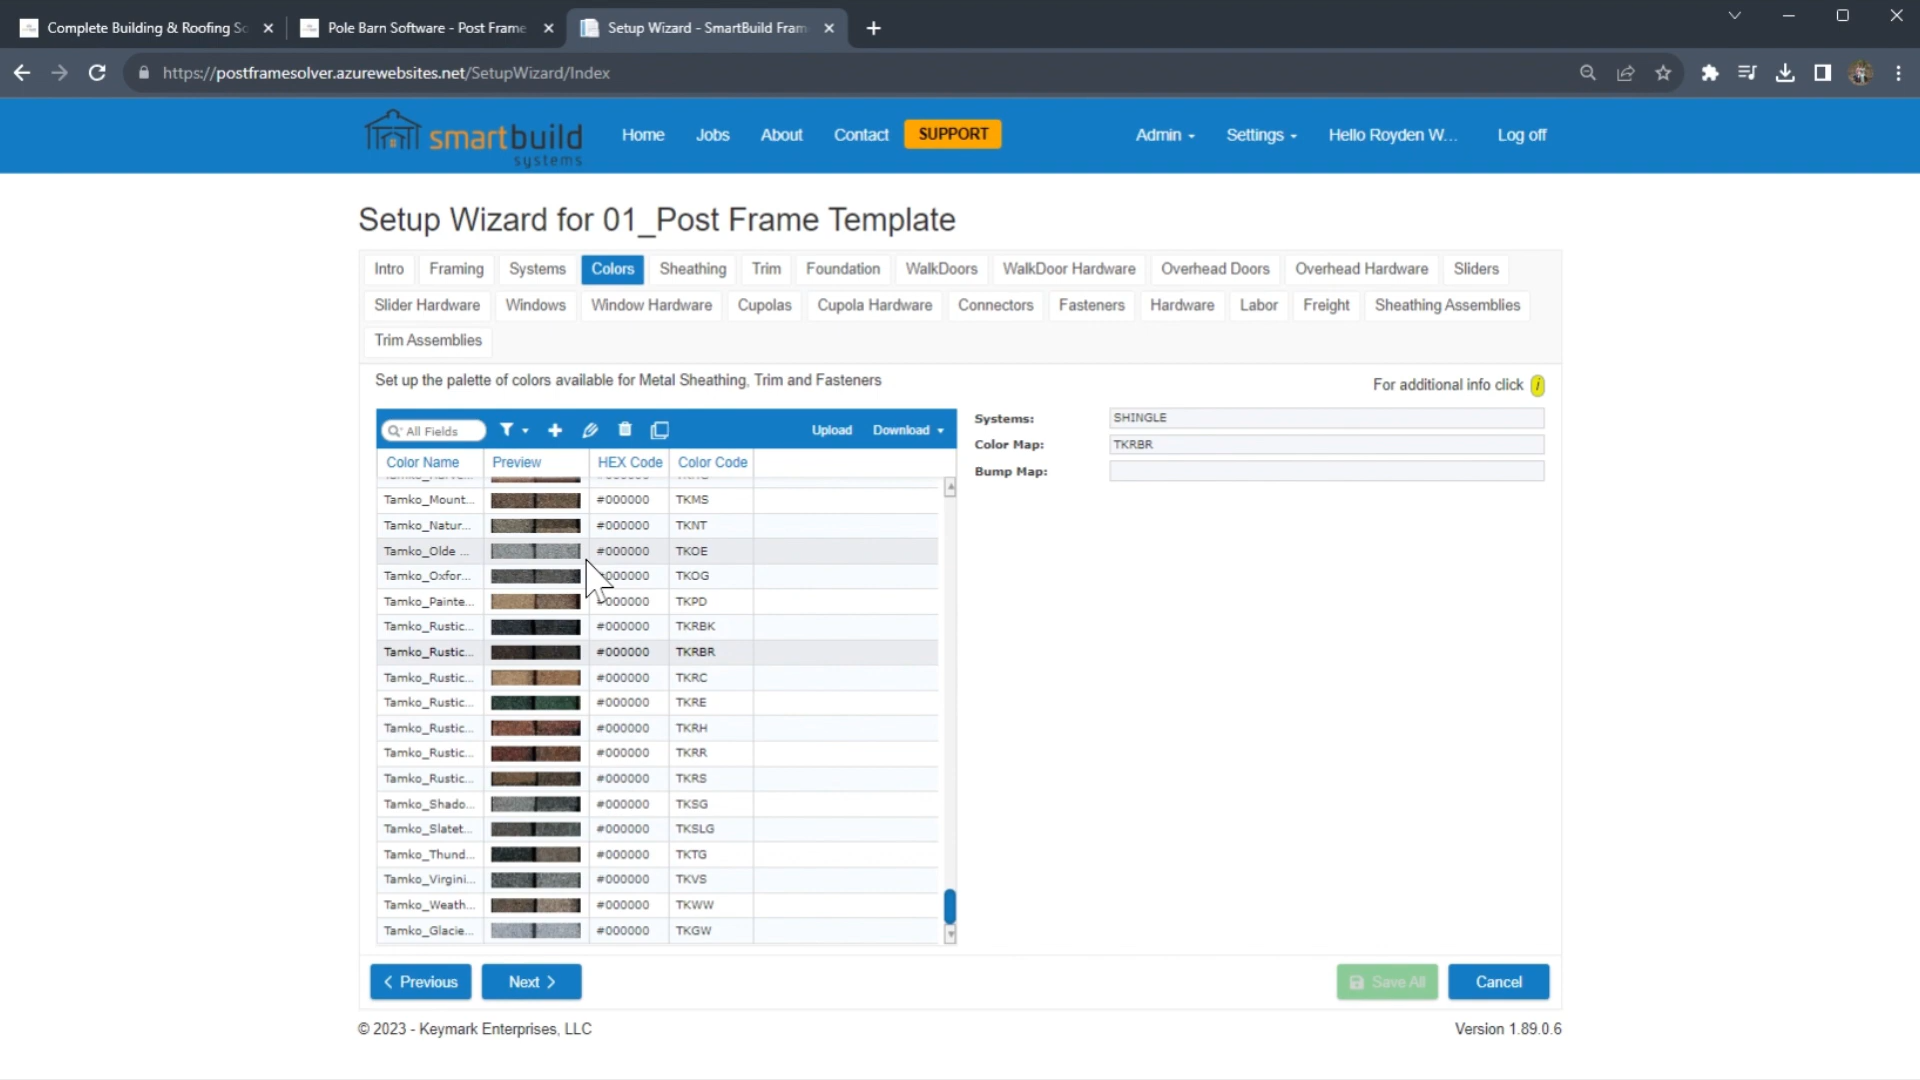 Complete Building & Roofing So
Pole Barn Software - Post Frame
Setup Wizard - SmartBuild Fram
https://postframesolver.azurewebsites.net/SetupWizard/Index
smartbuild
systems
Home
Jobs
About
Contact
SUPPORT
Admin
Settings
Hello Royden W...
Log off
Setup Wizard for 01_Post Frame Template
Intro Framing Systems Colors Sheathing Trim Foundation WalkDoors WalkDoor Hardware Overhead Doors Overhead Hardware Sliders
Slider Hardware Windows Window Hardware Cupolas Cupola Hardware Connectors Fasteners Hardware Labor Freight Sheathing Assemblies
Trim Assemblies
Set up the palette of colors available for Metal Sheathing, Trim and Fasteners
For additional info click i
All Fields
Upload
Download
Systems: SHINGLE
Color Map: TKRBR
Bump Map:
Color Name Preview HEX Code Color Code
Tamko_Mount... #000000 TKMS
Tamko_Natur... #000000 TKNT
Tamko_Olde ... #000000 TKOE
Tamko_Oxfor... #000000 TKOG
Tamko_Painte... #000000 TKPD
Tamko_Rustic... #000000 TKRBK
Tamko_Rustic... #000000 TKRBR
Tamko_Rustic... #000000 TKRC
Tamko_Rustic... #000000 TKRE
Tamko_Rustic... #000000 TKRH
Tamko_Rustic... #000000 TKRR
Tamko_Rustic... #000000 TKRS
Tamko_Shado... #000000 TKSG
Tamko_Slatet... #000000 TKSLG
Tamko_Thund... #000000 TKTG
Tamko_Virgini... #000000 TKVS
Tamko_Weath... #000000 TKWW
Tamko_Glacie... #000000 TKGW
Previous
Next
Save All
Cancel
© 2023 - Keymark Enterprises, LLC
Version 1.89.0.6